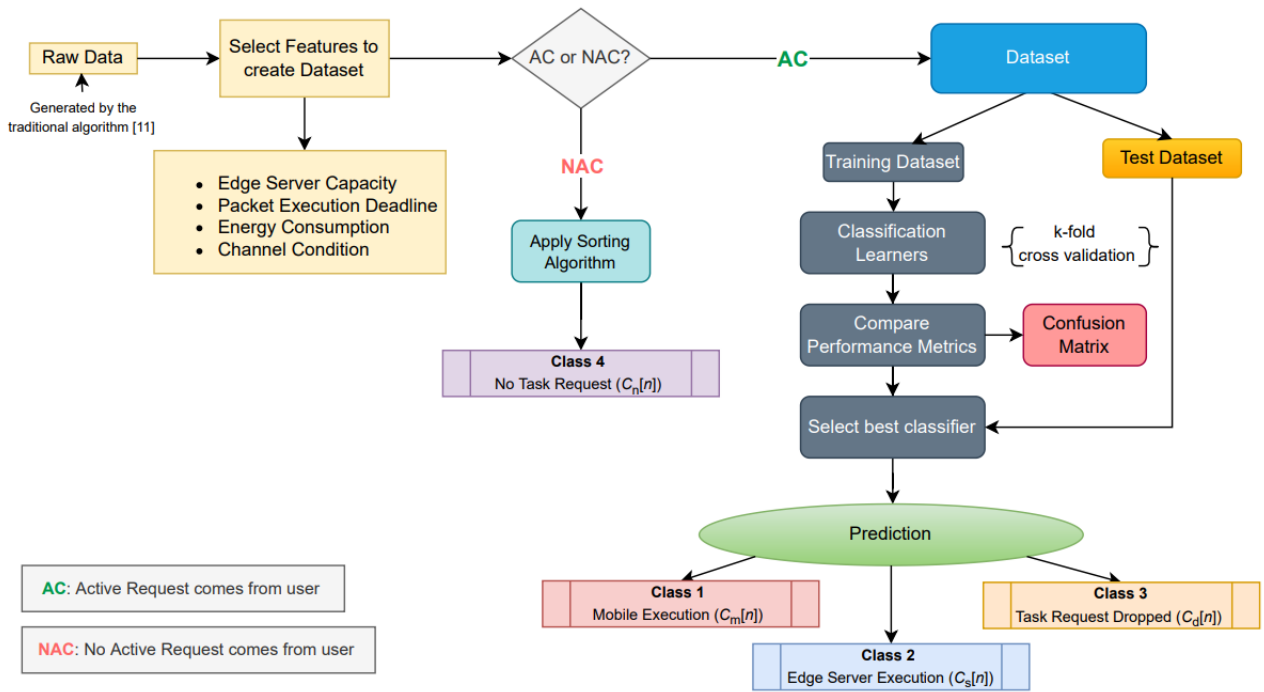 Raw Data
Generated by the
traditional algorithm [11]
Select Features to
create Dataset
• Edge Server Capacity
• Packet Execution Deadline
• Energy Consumption
• Channel Condition
AC or NAC?
AC
NAC
Apply Sorting
Algorithm
Class 4
No Task Request (Cn[n])
Dataset
Training Dataset
Test Dataset
Classification
Learners
k-fold
cross validation
Compare
Performance Metrics
Confusion
Matrix
Select best classifier
Prediction
Class 1
Mobile Execution (Cm[n])
Class 2
Edge Server Execution (Cs[n])
Class 3
Task Request Dropped (Cd[n])
AC: Active Request comes from user
NAC: No Active Request comes from user